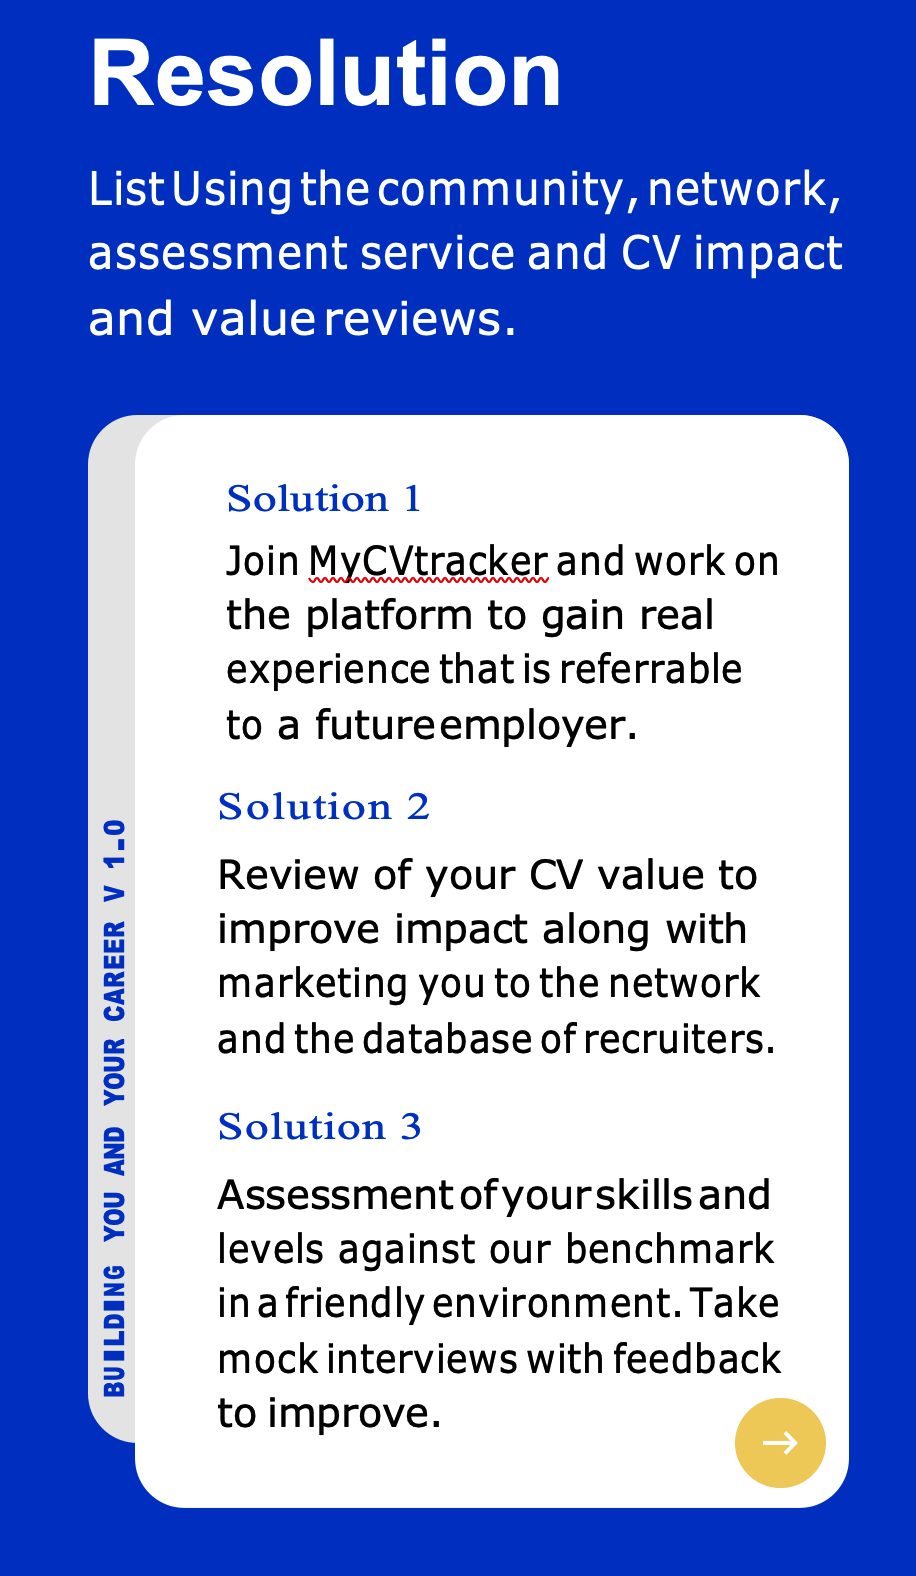 Resolution
List Using the community, network,
assessment service and CV impact
and value reviews.
Solution 1
Join MyCVtracker and work on
the platform to gain real
experience that is referrable
to a future employer.
Solution 2
Review of your CV value to
improve impact along with
marketing you to the network
and the database of recruiters.
Solution 3
Assessment of your skills and
levels against our benchmark
in a friendly environment. Take
mock interviews with feedback
to improve.
BUILDING YOU AND YOUR CAREER V 1.0